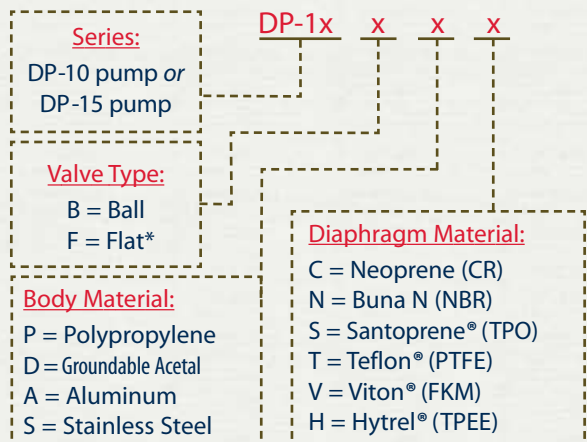 DP-1x x x x
Series:
DP-10 pump or
DP-15 pump
Valve Type:
B = Ball
F = Flat*
Body Material:
P = Polypropylene
D = Groundable Acetal
A = Aluminum
S = Stainless Steel
Diaphragm Material:
C = Neoprene (CR)
N = Buna N (NBR)
S = Santoprene® (TPO)
T = Teflon® (PTFE)
V = Viton® (FKM)
H = Hytrel® (TPEE)